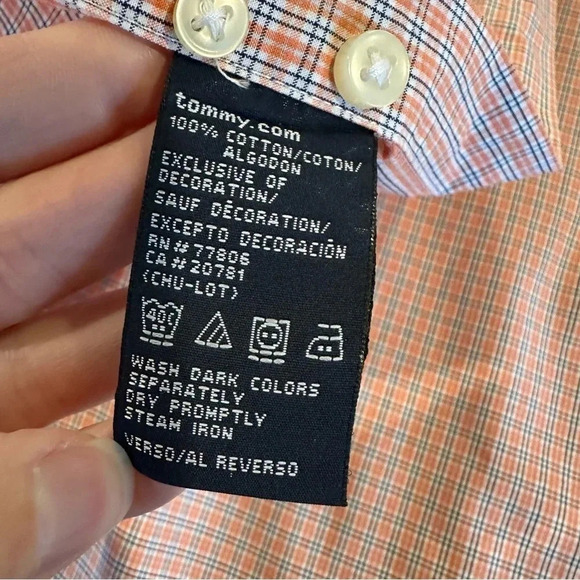 tommy.com
100% COTTON/COTON/
ALGODON
EXCLUSIVE OF
DECORATION/
SAUF DÉCORATION/
EXCEPTO DECORACIÓN
RN# 77806
CA# 20781
(CHU-LOT)
40C
WASH DARK COLORS
SEPARATELY
DRY PROMPTLY
STEAM IRON
VERSO/AL REVERSO